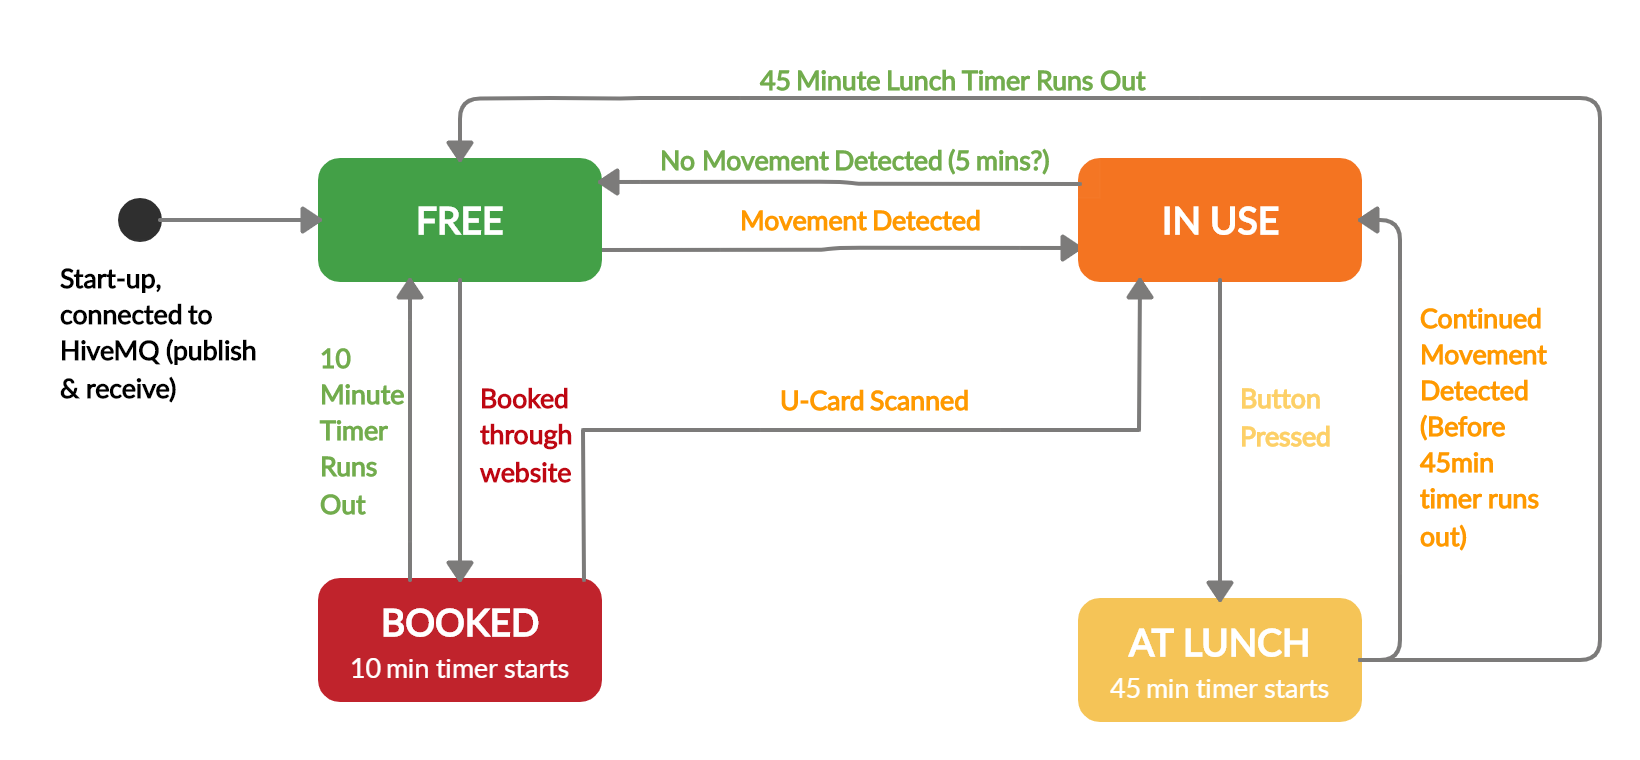 45 Minute Lunch Timer Runs Out
No Movement Detected (5 mins?)
FREE
Movement Detected
IN USE
Start-up,
connected to
HiveMQ (publish
& receive)
10
Minute
Timer
Runs
Out
Booked
through
website
U-Card Scanned
Button
Pressed
Continued
Movement
Detected
(Before
45min
timer runs
out)
BOOKED
10 min timer starts
AT LUNCH
45 min timer starts